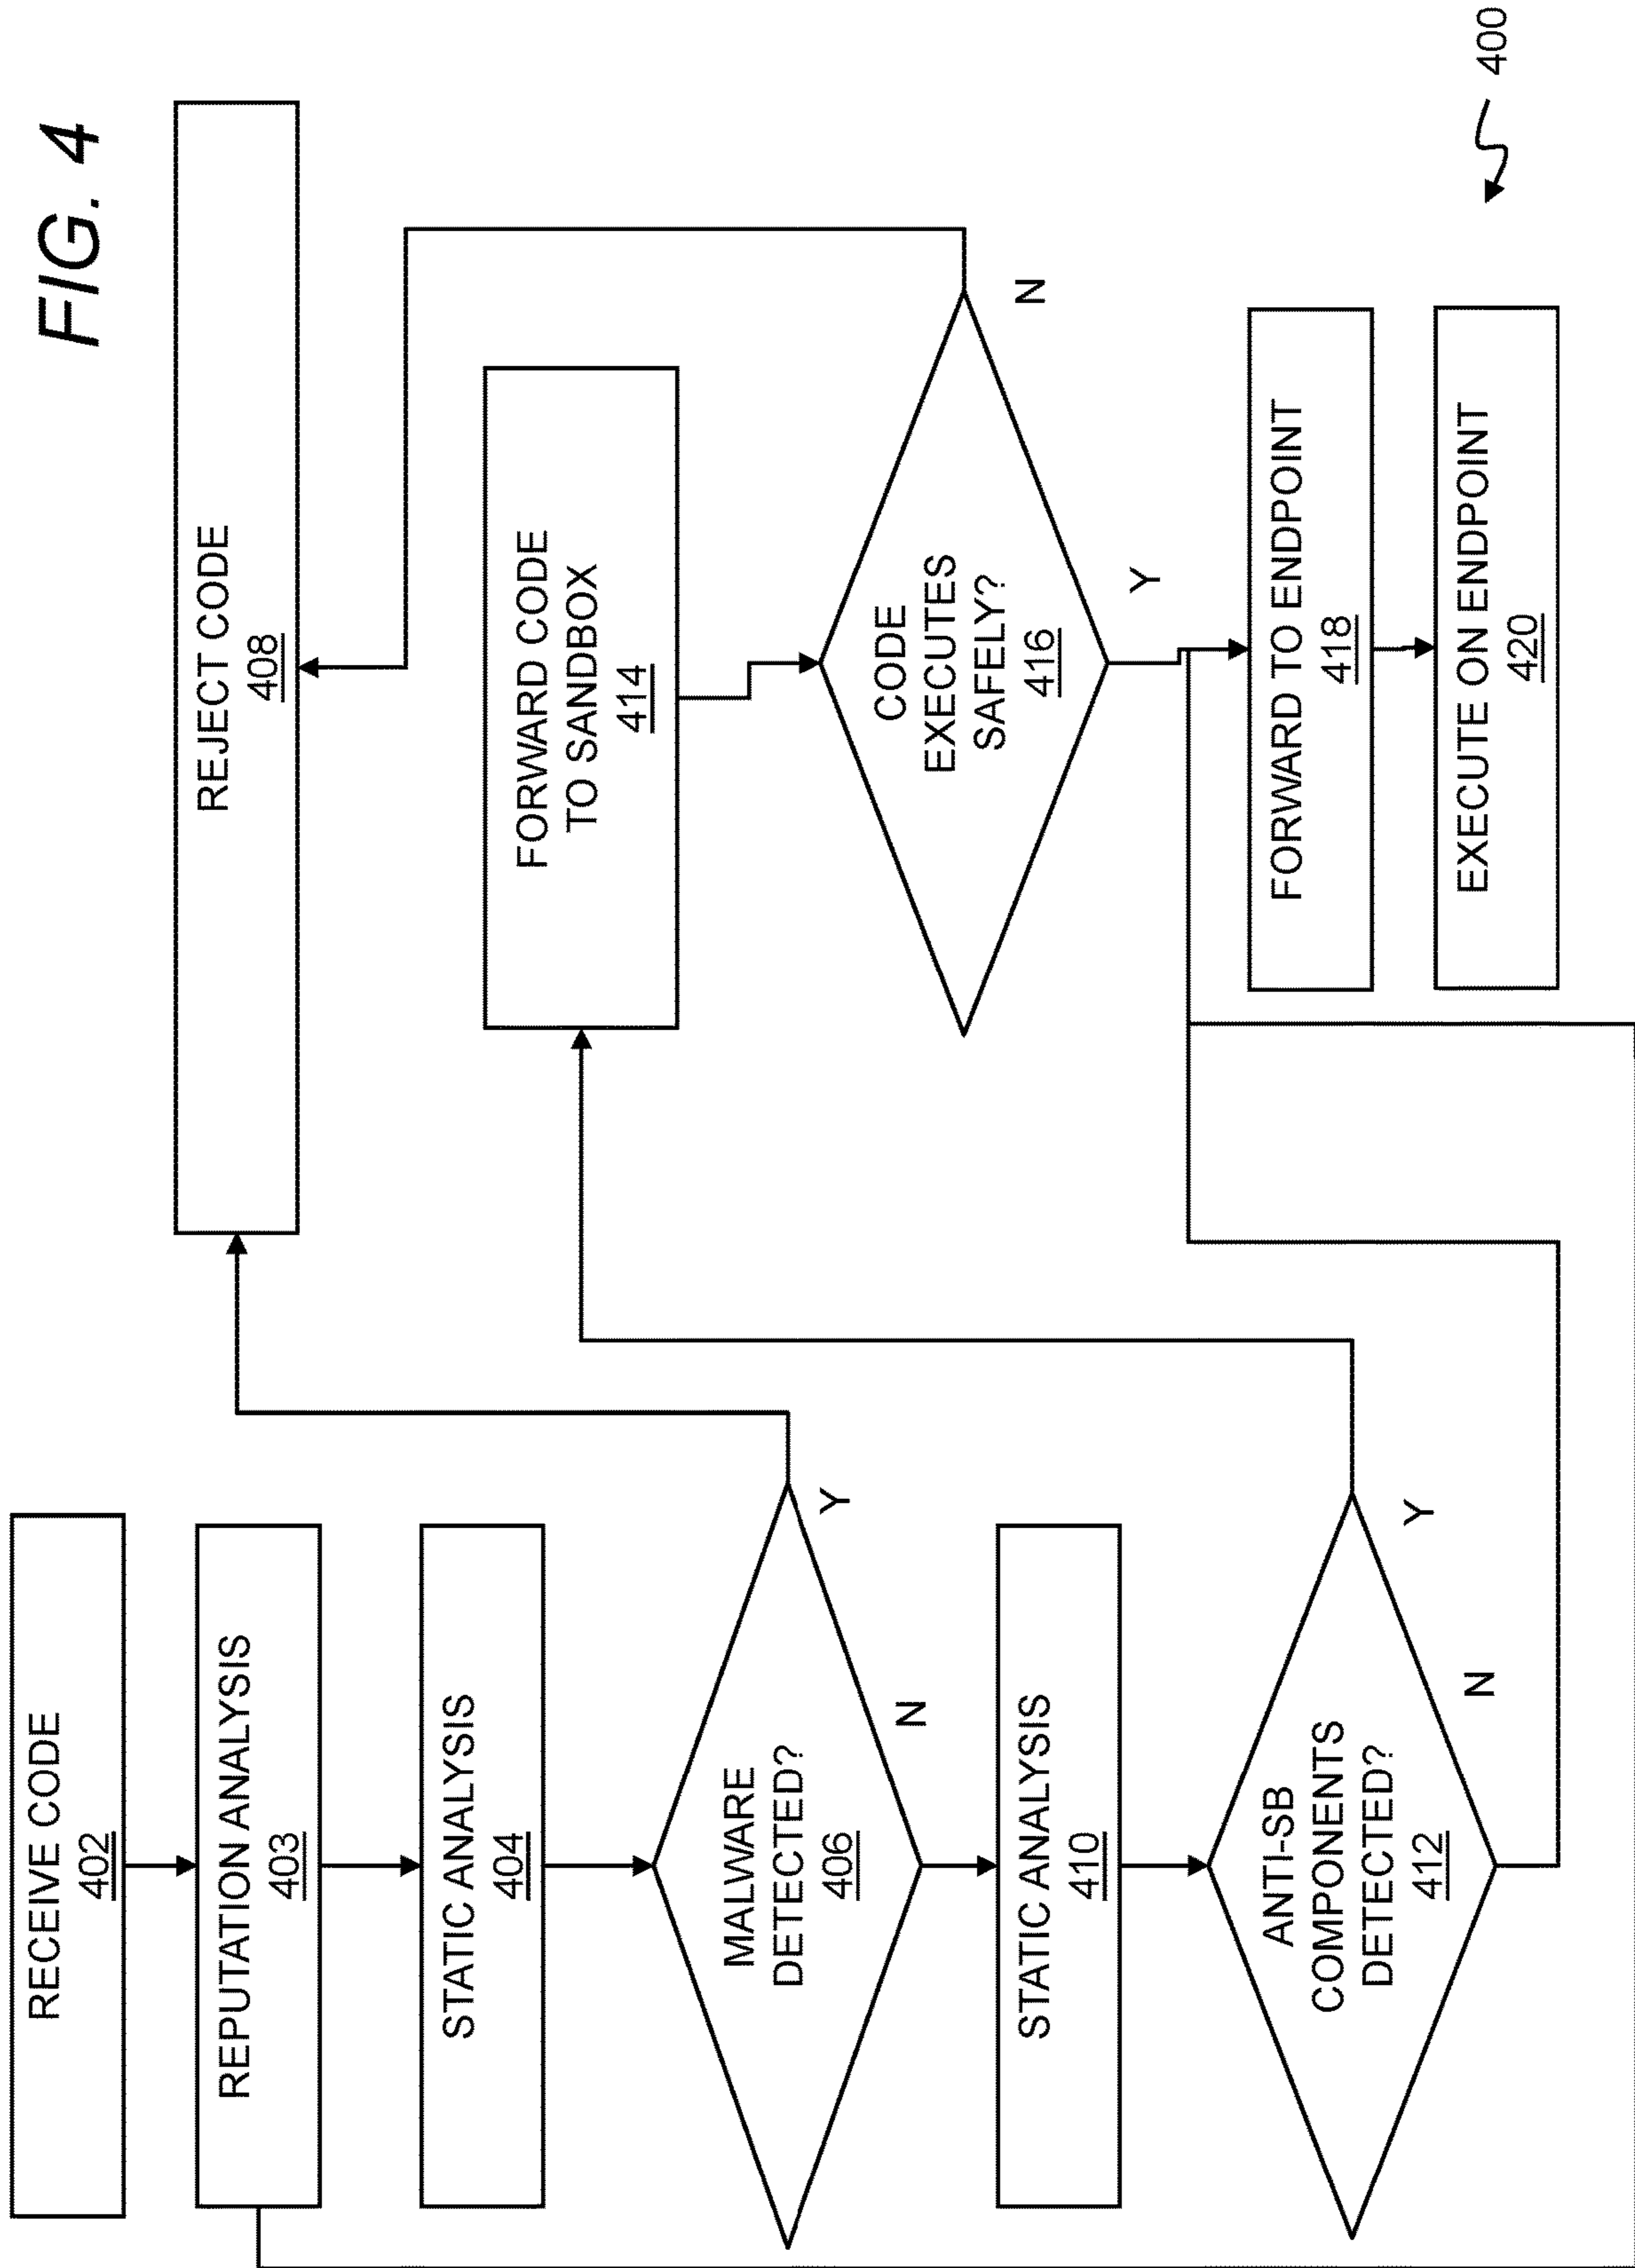 FIG. 4
RECEIVE CODE
402
REPUTATION ANALYSIS
403
STATIC ANALYSIS
404
MALWARE
DETECTED?
406
Y
N
REJECT CODE
408
STATIC ANALYSIS
410
ANTI-SB
COMPONENTS
DETECTED?
412
Y
N
FORWARD CODE
TO SANDBOX
414
CODE
EXECUTES
SAFELY?
416
N
Y
FORWARD TO ENDPOINT
418
EXECUTE ON ENDPOINT
420
400